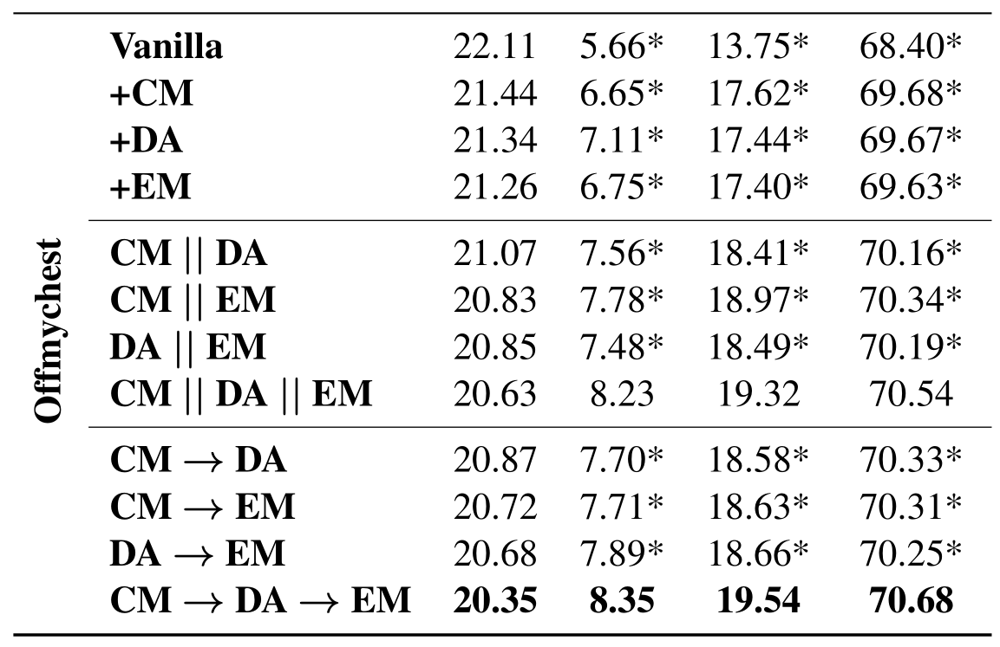 Offmychest
Vanilla 22.11 5.66* 13.75* 68.40*
+CM 21.44 6.65* 17.62* 69.68*
+DA 21.34 7.11* 17.44* 69.67*
+EM 21.26 6.75* 17.40* 69.63*
CM || DA 21.07 7.56* 18.41* 70.16*
CM || EM 20.83 7.78* 18.97* 70.34*
DA || EM 20.85 7.48* 18.49* 70.19*
CM || DA || EM 20.63 8.23 19.32 70.54
CM → DA 20.87 7.70* 18.58* 70.33*
CM → EM 20.72 7.71* 18.63* 70.31*
DA → EM 20.68 7.89* 18.66* 70.25*
CM → DA → EM 20.35 8.35 19.54 70.68